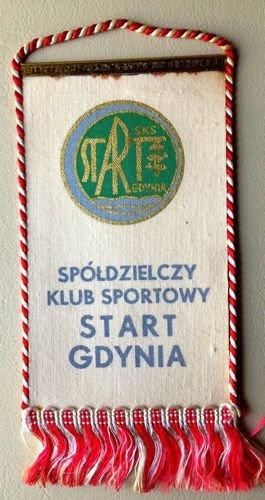 SKS
START
GDYNIA
SPÓŁDZIELCZY
KLUB SPORTOWY
START
GDYNIA